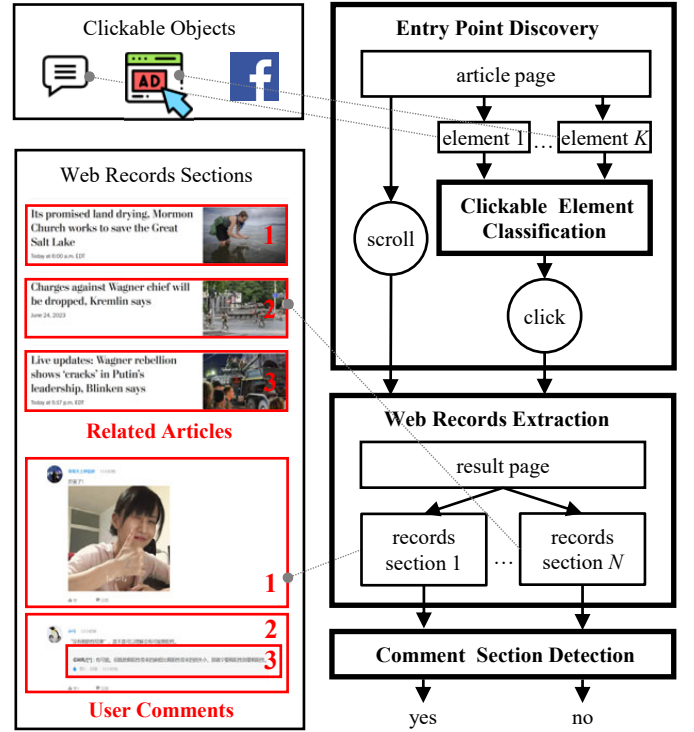 Clickable Objects
AD
f
Web Records Sections
Its promised land drying, Mormon
Church works to save the Great
Salt Lake
Today at 6:00 a.m. EDT
1
Charges against Wagner chief will
be dropped, Kremlin says
June 24, 2023
2
Live updates: Wagner rebellion
shows ‘cracks’ in Putin’s
leadership, Blinken says
Today at 5:17 p.m. EDT
3
Related Articles
1
2
3
User Comments
Entry Point Discovery
article page
element 1 … element K
scroll
Clickable Element
Classification
click
Web Records Extraction
result page
records
section 1
…
records
section N
Comment Section Detection
yes
no